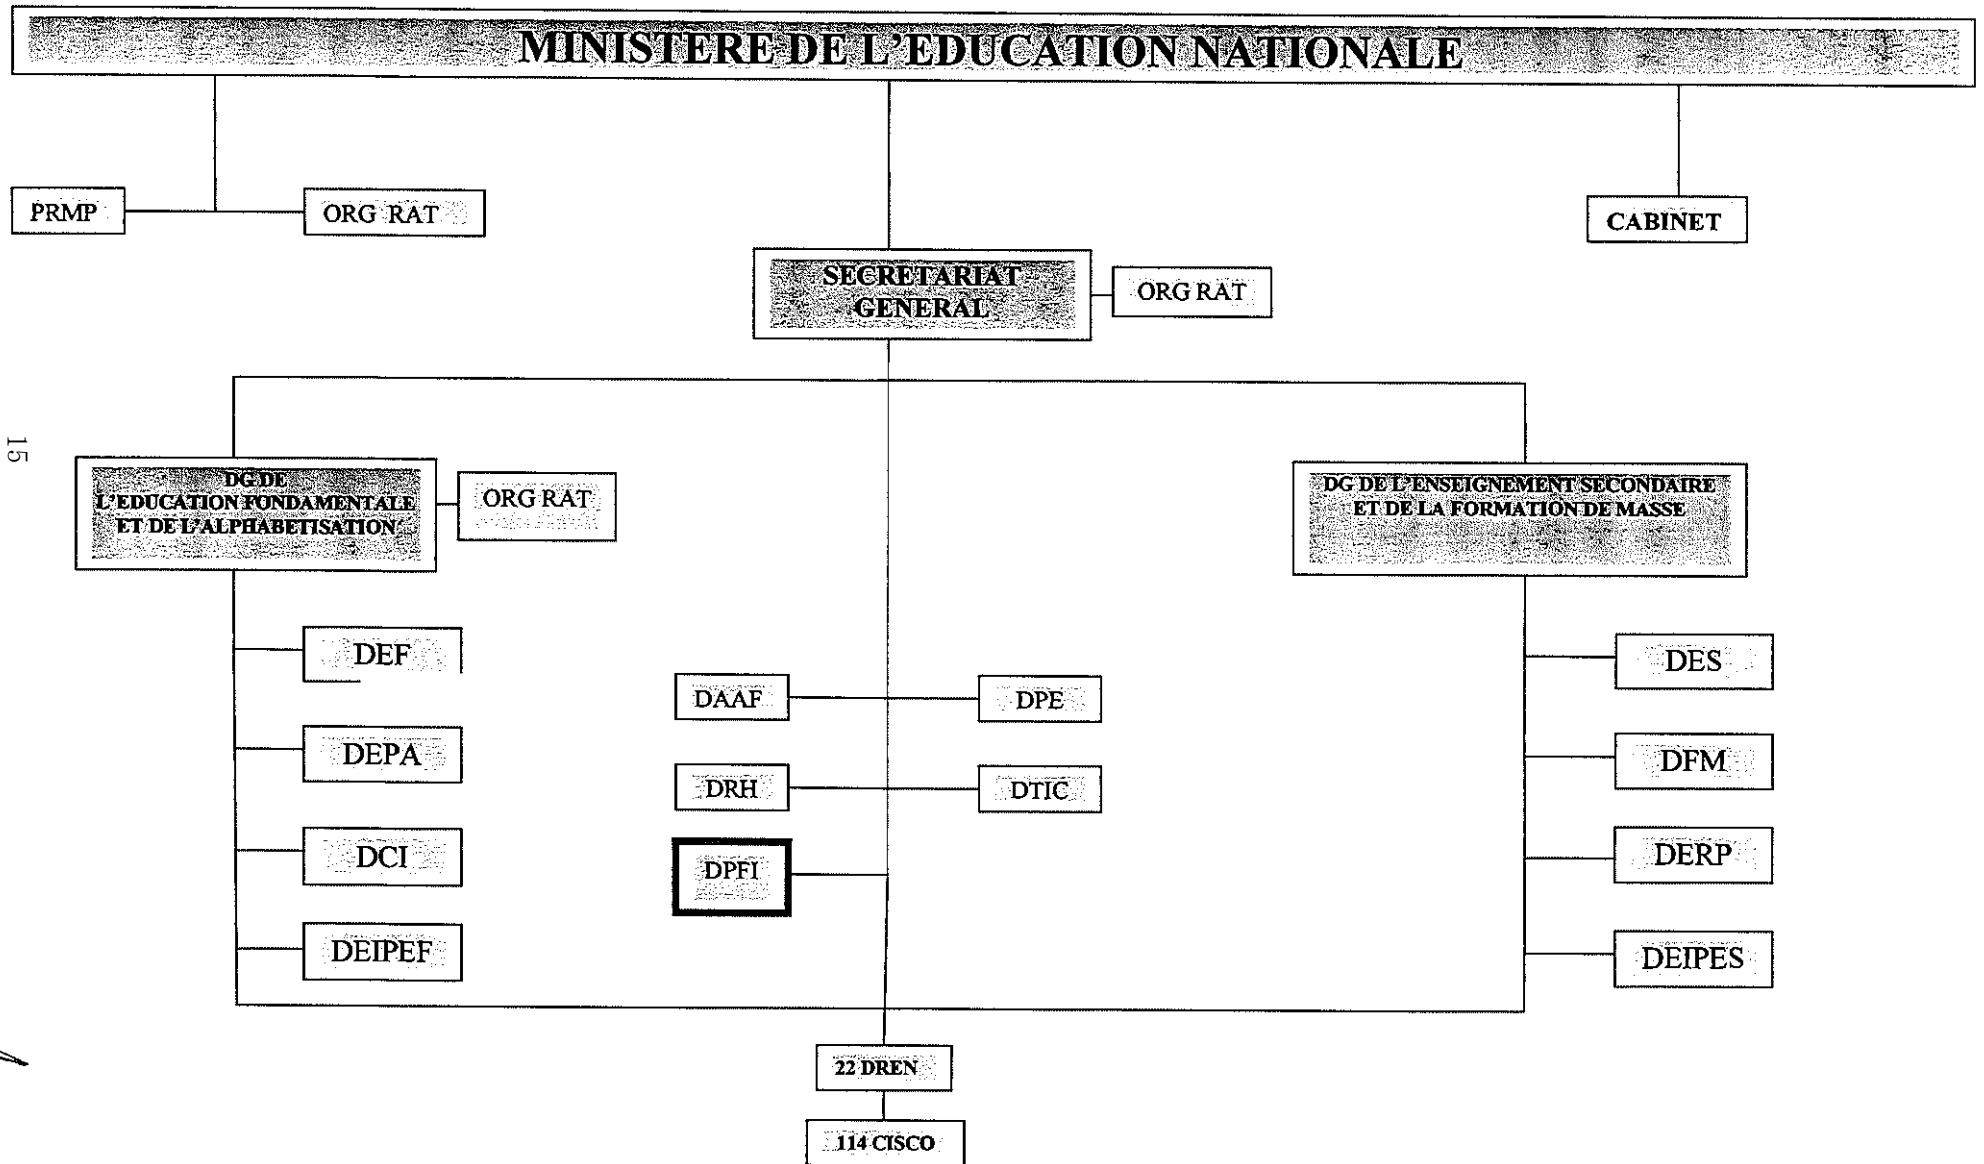 MINISTERE DE L'EDUCATION NATIONALE
PRMP
ORG RAT
CABINET
SECRETARIAT
GENERAL
ORG RAT
15
DG DE
L'EDUCATION FONDAMENTALE
ET DE L'ALPHABETISATION
ORG RAT
DG DE L'ENSEIGNEMENT SECONDAIRE
ET DE LA FORMATION DE MASSE
DEF
DEPA
DCI
DEIPEF
DAAF
DPE
DRH
DTIC
DPFI
DES
DFM
DERP
DEIPES
22 DREN
114 CISCO